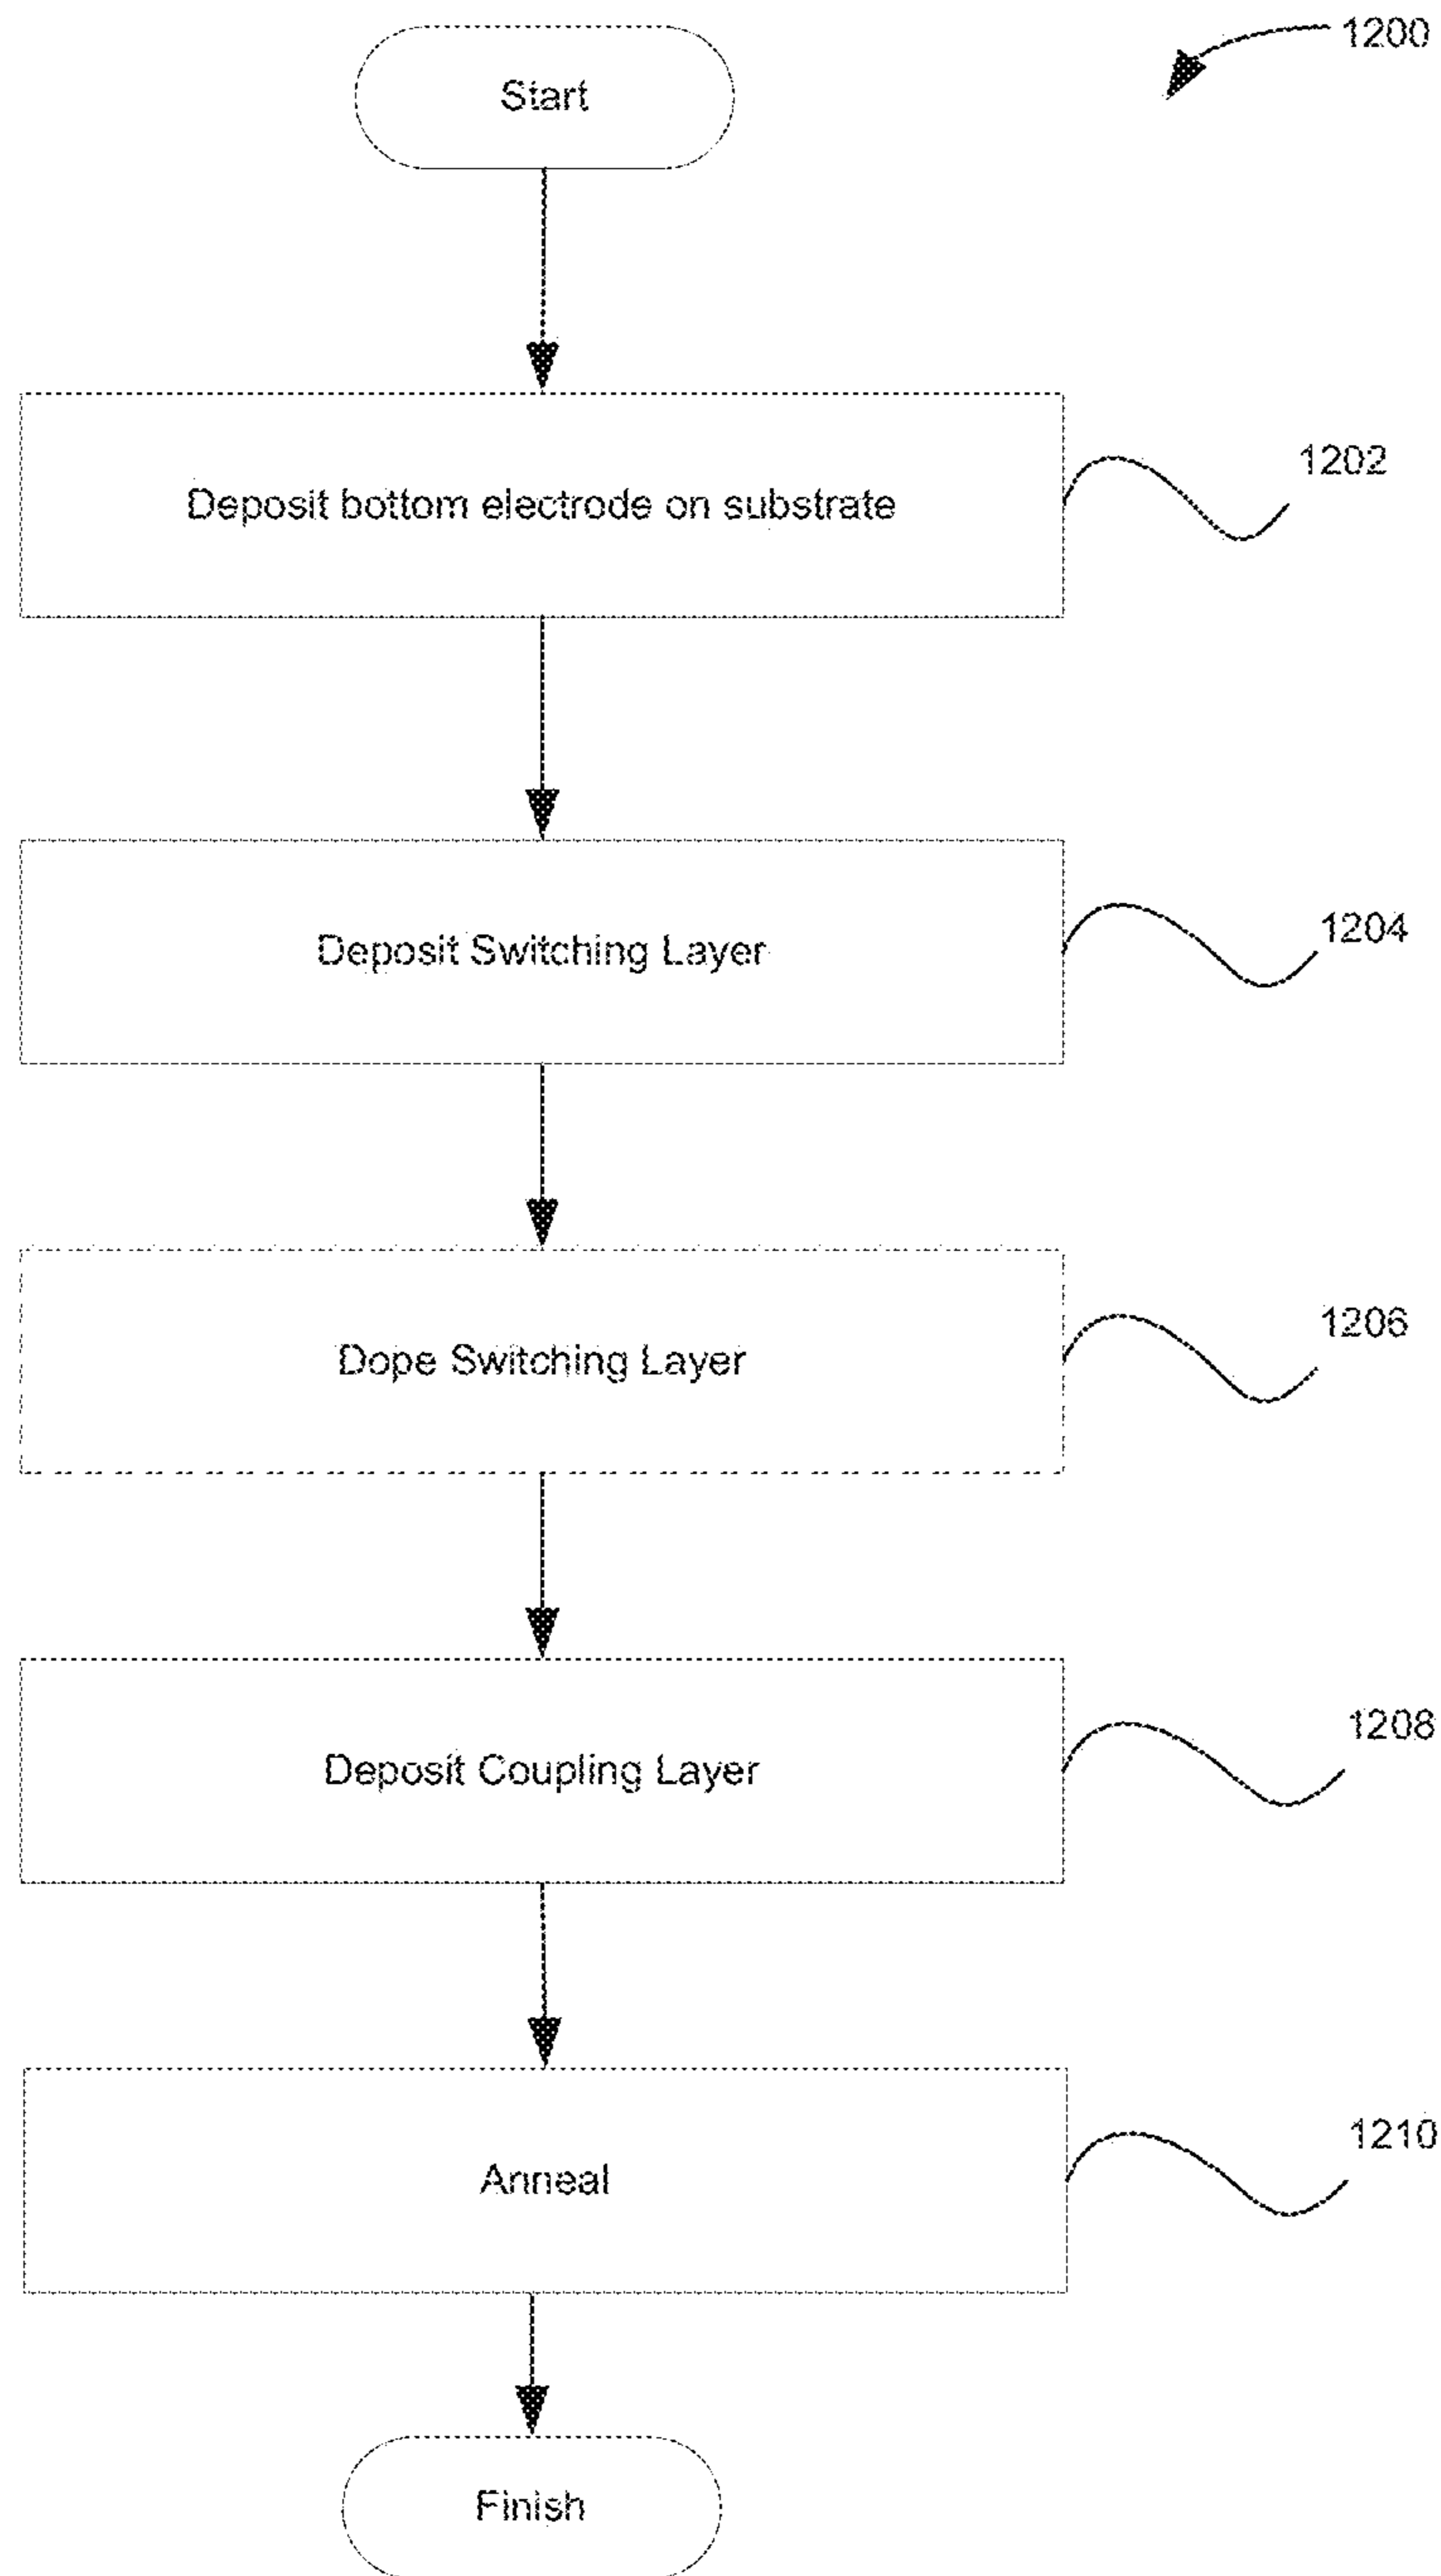 1200
Start
Deposit bottom electrode on substrate
1202
Deposit Switching Layer
1204
Dope Switching Layer
1206
Deposit Coupling Layer
1208
Anneal
1210
Finish